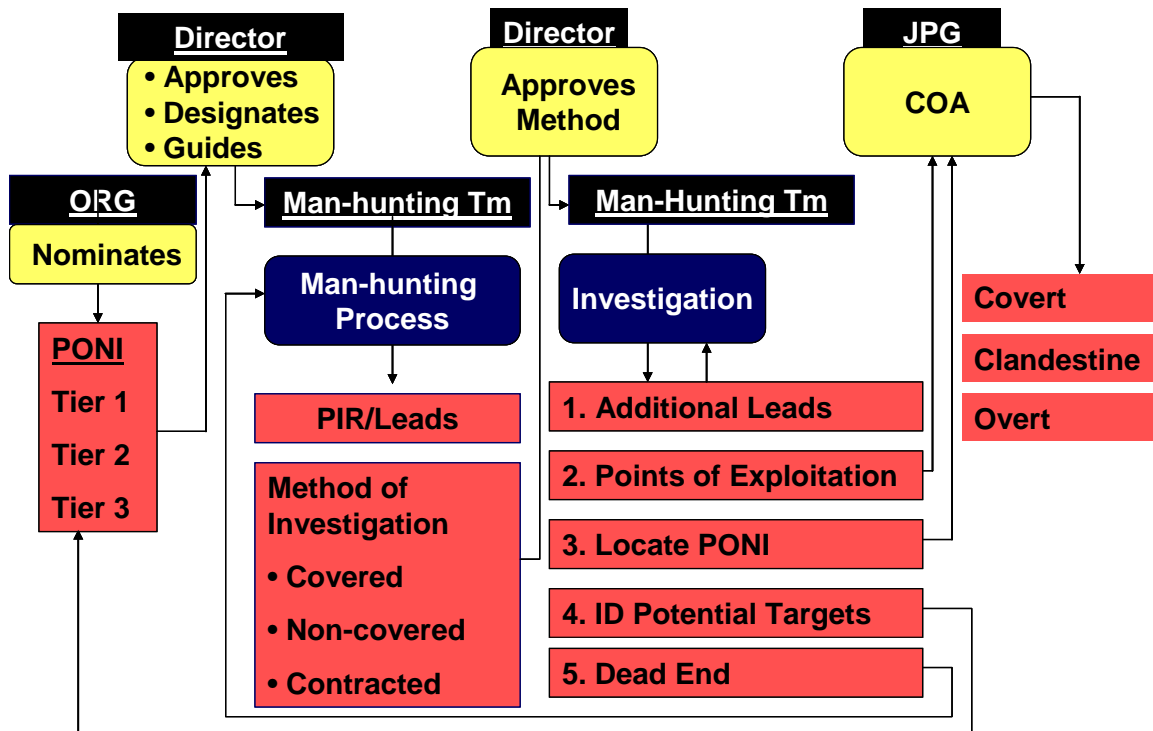 Director
• Approves
• Designates
• Guides
Director
Approves
Method
JPG
COA
ORG
Nominates
Man-hunting Tm
Man-Hunting Tm
PONI
Tier 1
Tier 2
Tier 3
Man-hunting
Process
Investigation
PIR/Leads
Method of
Investigation
• Covered
• Non-covered
• Contracted
1. Additional Leads
2. Points of Exploitation
3. Locate PONI
4. ID Potential Targets
5. Dead End
Covert
Clandestine
Overt